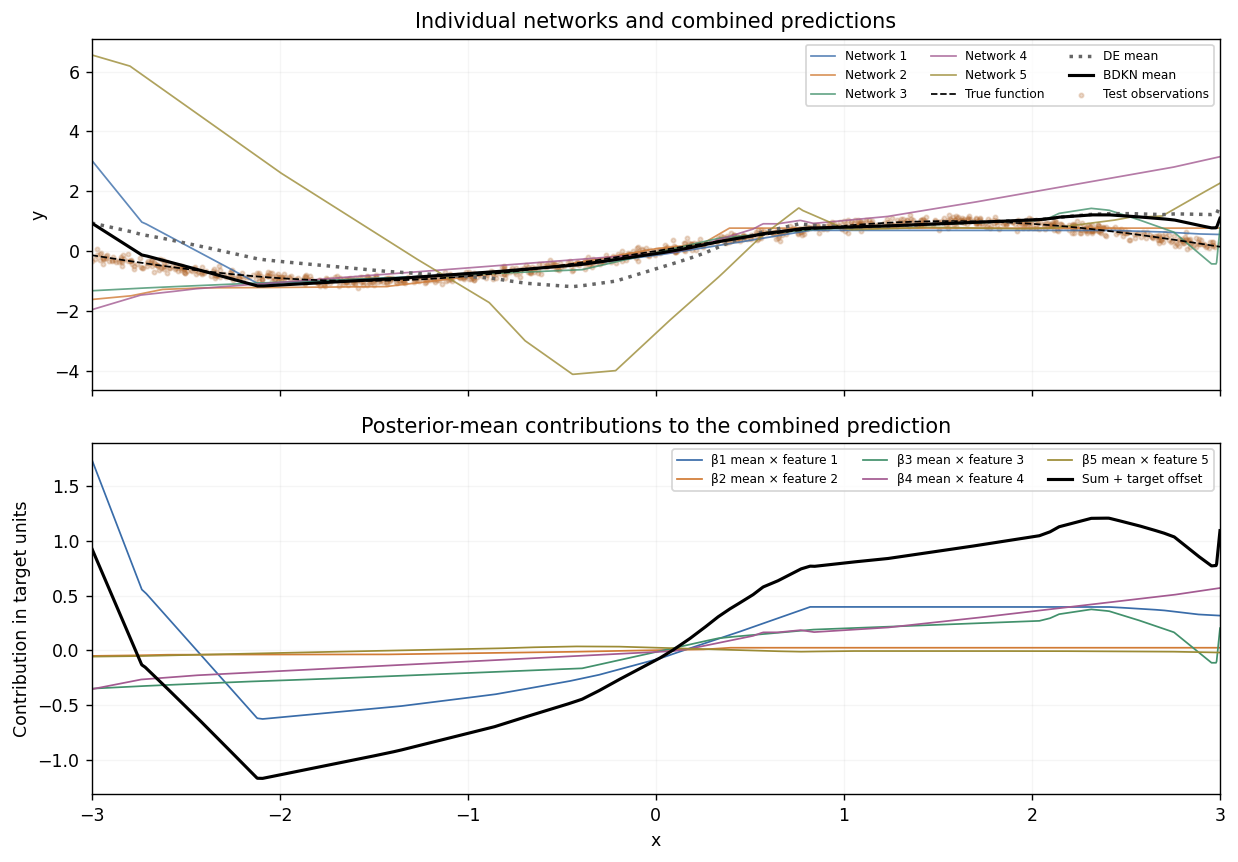 Individual networks and combined predictions
Network 1
Network 2
Network 3
Network 4
Network 5
True function
DE mean
BDKN mean
Test observations
6
4
2
0
−2
−4
y
Posterior-mean contributions to the combined prediction
β1 mean × feature 1
β2 mean × feature 2
β3 mean × feature 3
β4 mean × feature 4
β5 mean × feature 5
Sum + target offset
1.5
1.0
0.5
0.0
−0.5
−1.0
Contribution in target units
−3
−2
−1
0
1
2
3
x